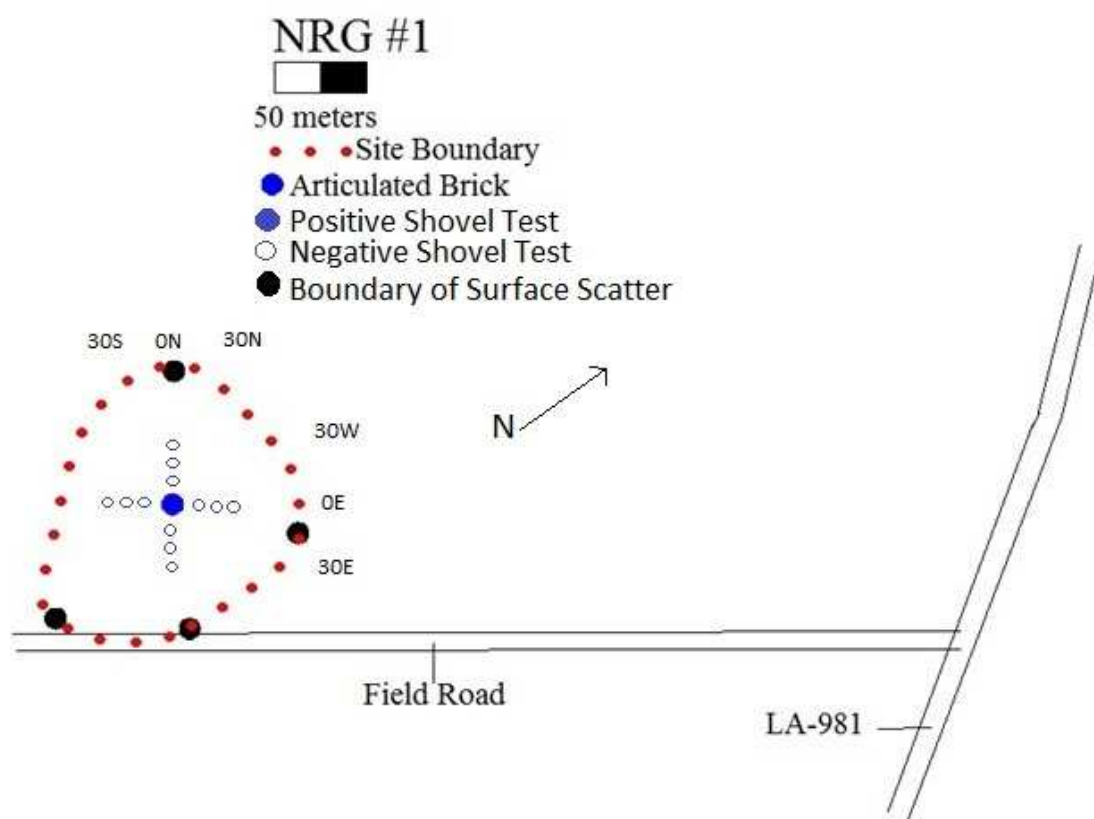 NRG #1
50 meters
Site Boundary
Articulated Brick
Positive Shovel Test
Negative Shovel Test
Boundary of Surface Scatter
30S 0N 30N
N
30W
0E
30E
Field Road
LA-981